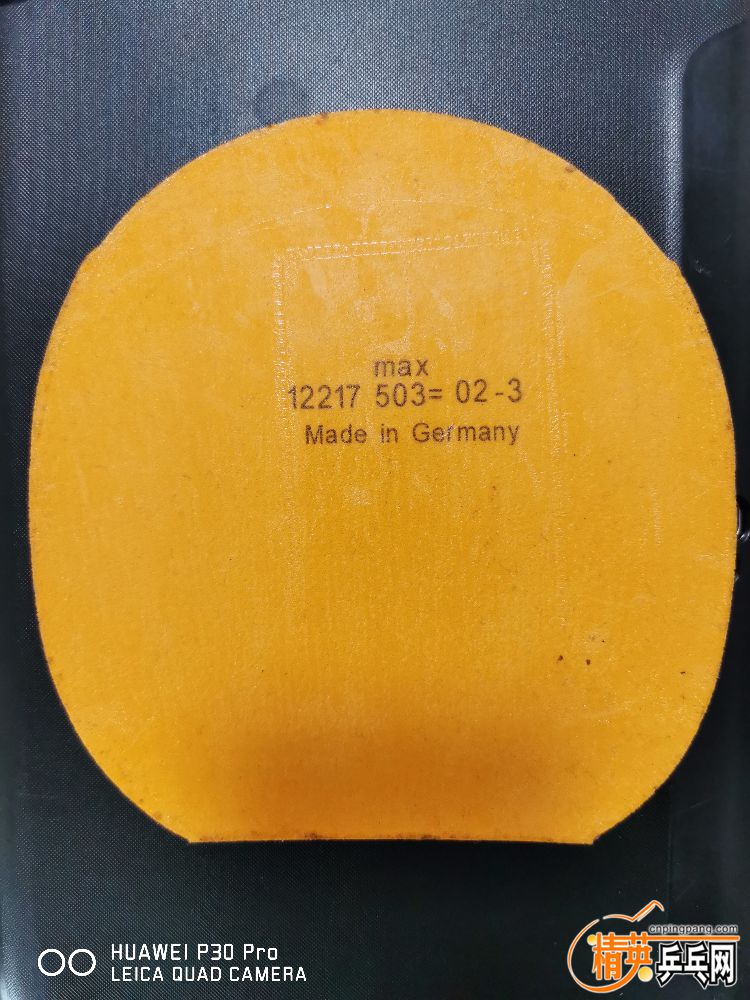 max
12217 503= 02-3
Made in Germany
HUAWEI P30 Pro
LEICA QUAD CAMERA
cnpingpang.com
精英乒乓网